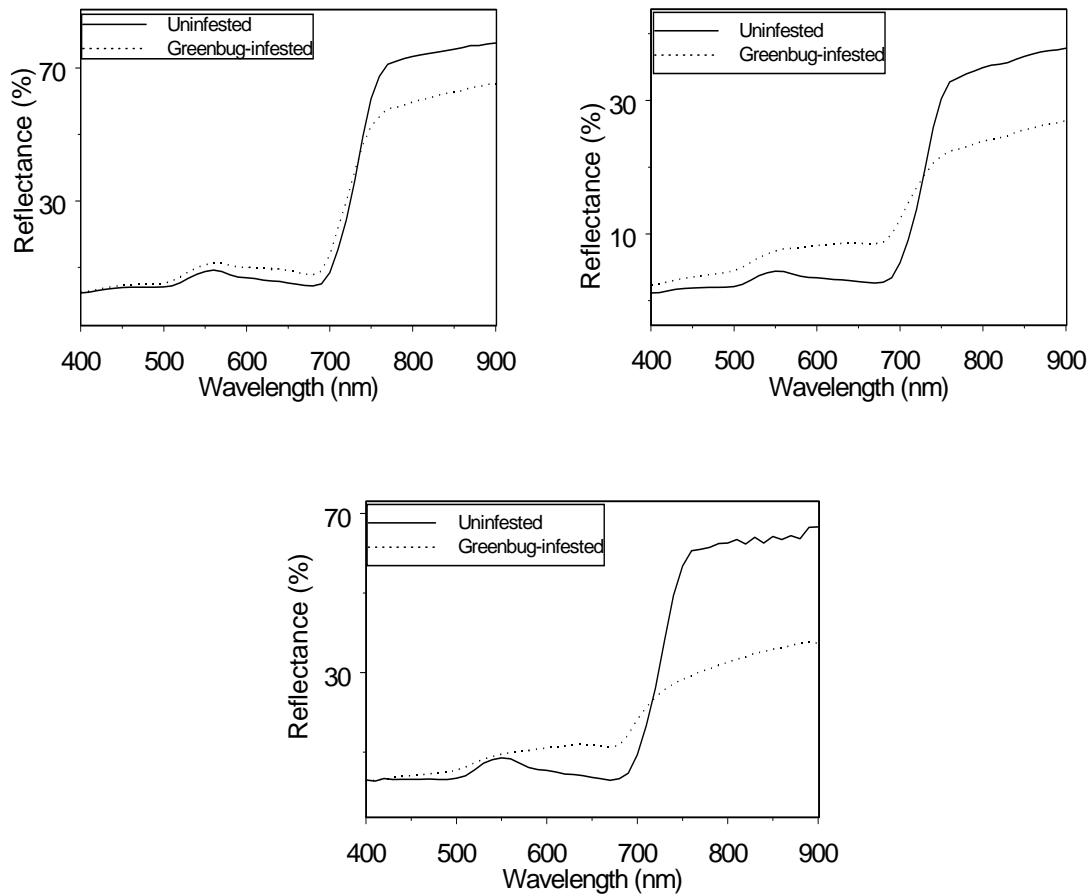 Uninfested
Greenbug-infested
70
30
Reflectance (%)
400 500 600 700 800 900
Wavelength (nm)
Uninfested
Greenbug-infested
30
10
Reflectance (%)
400 500 600 700 800 900
Wavelength (nm)
Uninfested
Greenbug-infested
70
30
Reflectance (%)
400 500 600 700 800 900
Wavelength (nm)